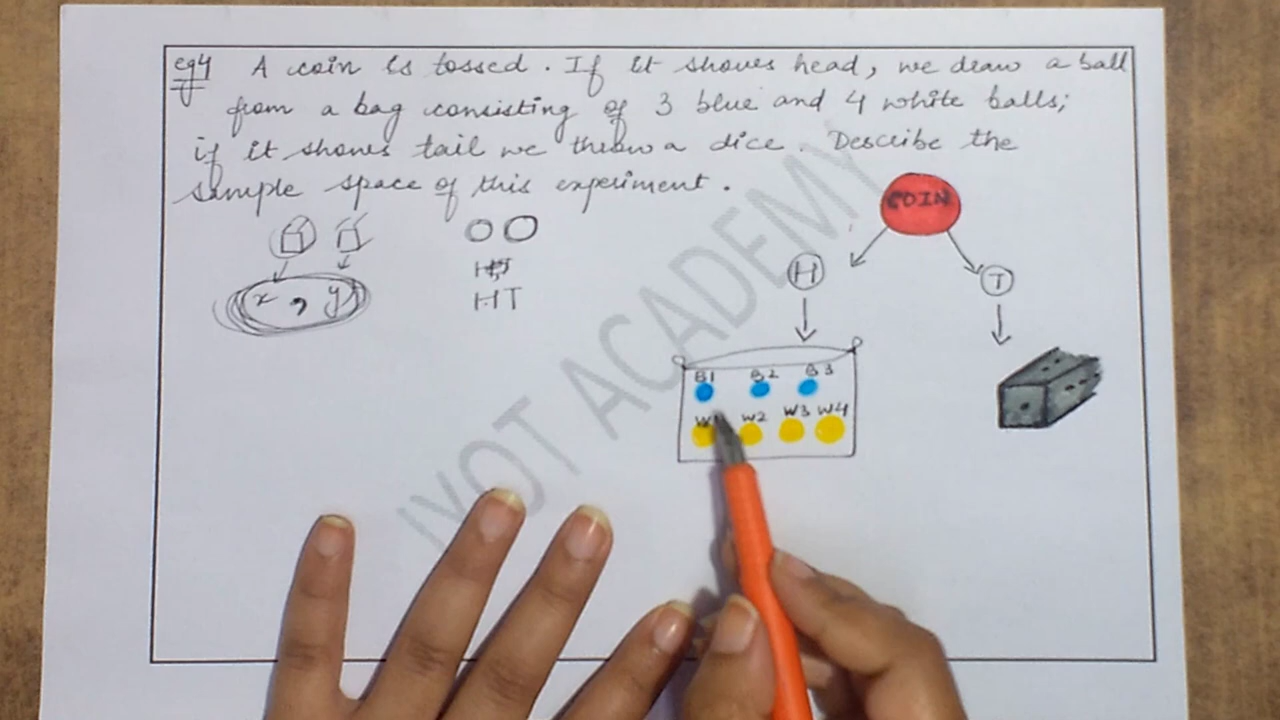 eg4 A coin is tossed. If it shows head, we draw a ball
from a bag consisting of 3 blue and 4 white balls;
if it shows tail we throw a dice. Describe the
sample space of this experiment.
COIN
H T
x , y
HT
B1 B2 B3
W2 W3 W4
JYOT ACADEMY